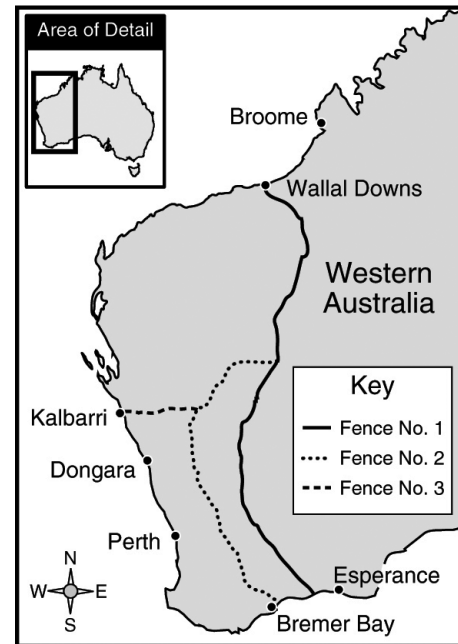 Area of Detail
Broome
Wallal Downs
Western
Australia
Key
Fence No. 1
Fence No. 2
Fence No. 3
Kalbarri
Dongara
Perth
Esperance
Bremer Bay
N
W
E
S